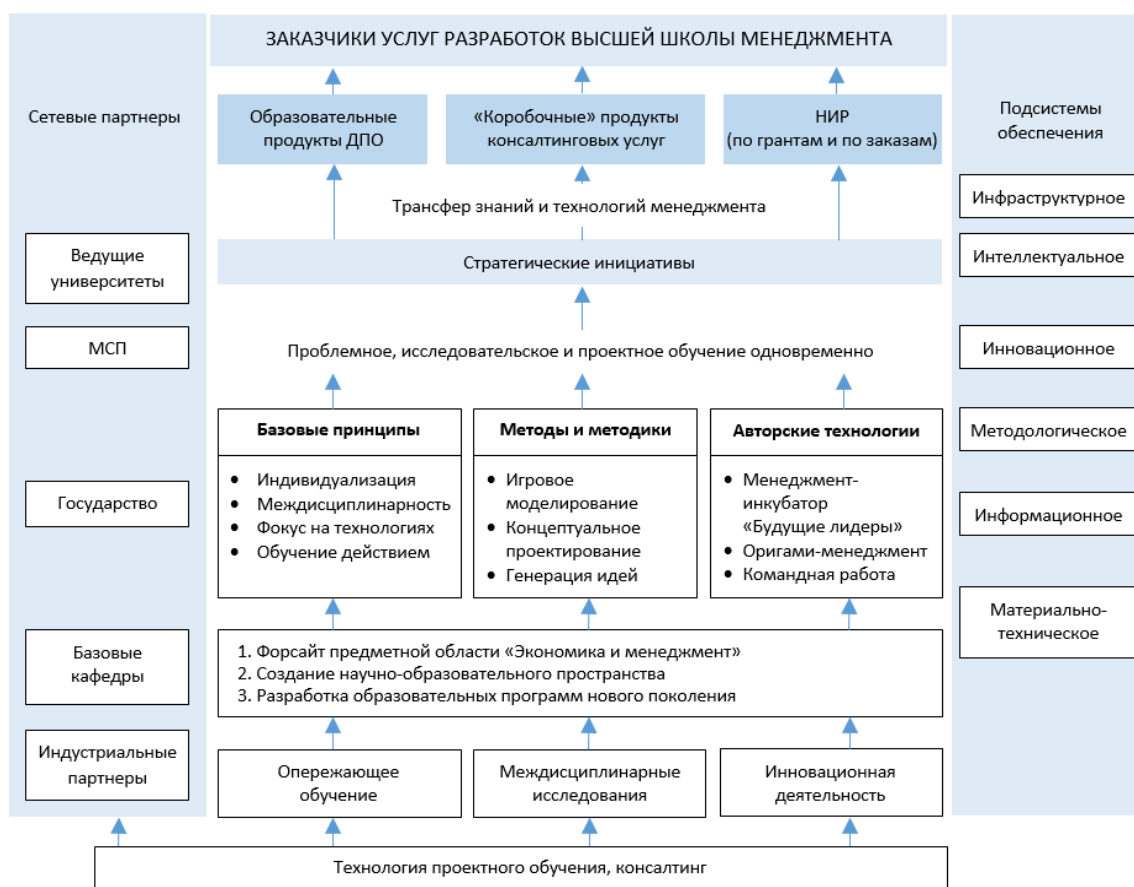 ЗАКАЗЧИКИ УСЛУГ РАЗРАБОТОК ВЫСШЕЙ ШКОЛЫ МЕНЕДЖМЕНТА
Сетевые партнеры
Ведущие
университеты
МСП
Государство
Базовые
кафедры
Индустриальные
партнеры
Образовательные
продукты ДПО
«Коробочные» продукты
консалтинговых услуг
НИР
(по грантам и по заказам)
Трансфер знаний и технологий менеджмента
Стратегические инициативы
Проблемное, исследовательское и проектное обучение одновременно
Базовые принципы
• Индивидуализация
• Междисциплинарность
• Фокус на технологиях
• Обучение действием
Методы и методики
• Игровое
моделирование
• Концептуальное
проектирование
• Генерация идей
Авторские технологии
• Менеджмент-
инкубатор
«Будущие лидеры»
• Оригами-менеджмент
• Командная работа
1. Форсайт предметной области «Экономика и менеджмент»
2. Создание научно-образовательного пространства
3. Разработка образовательных программ нового поколения
Опережающее
обучение
Междисциплинарные
исследования
Инновационная
деятельность
Технология проектного обучения, консалтинг
Подсистемы
обеспечения
Инфраструктурное
Интеллектуальное
Инновационное
Методологическое
Информационное
Материально-
техническое